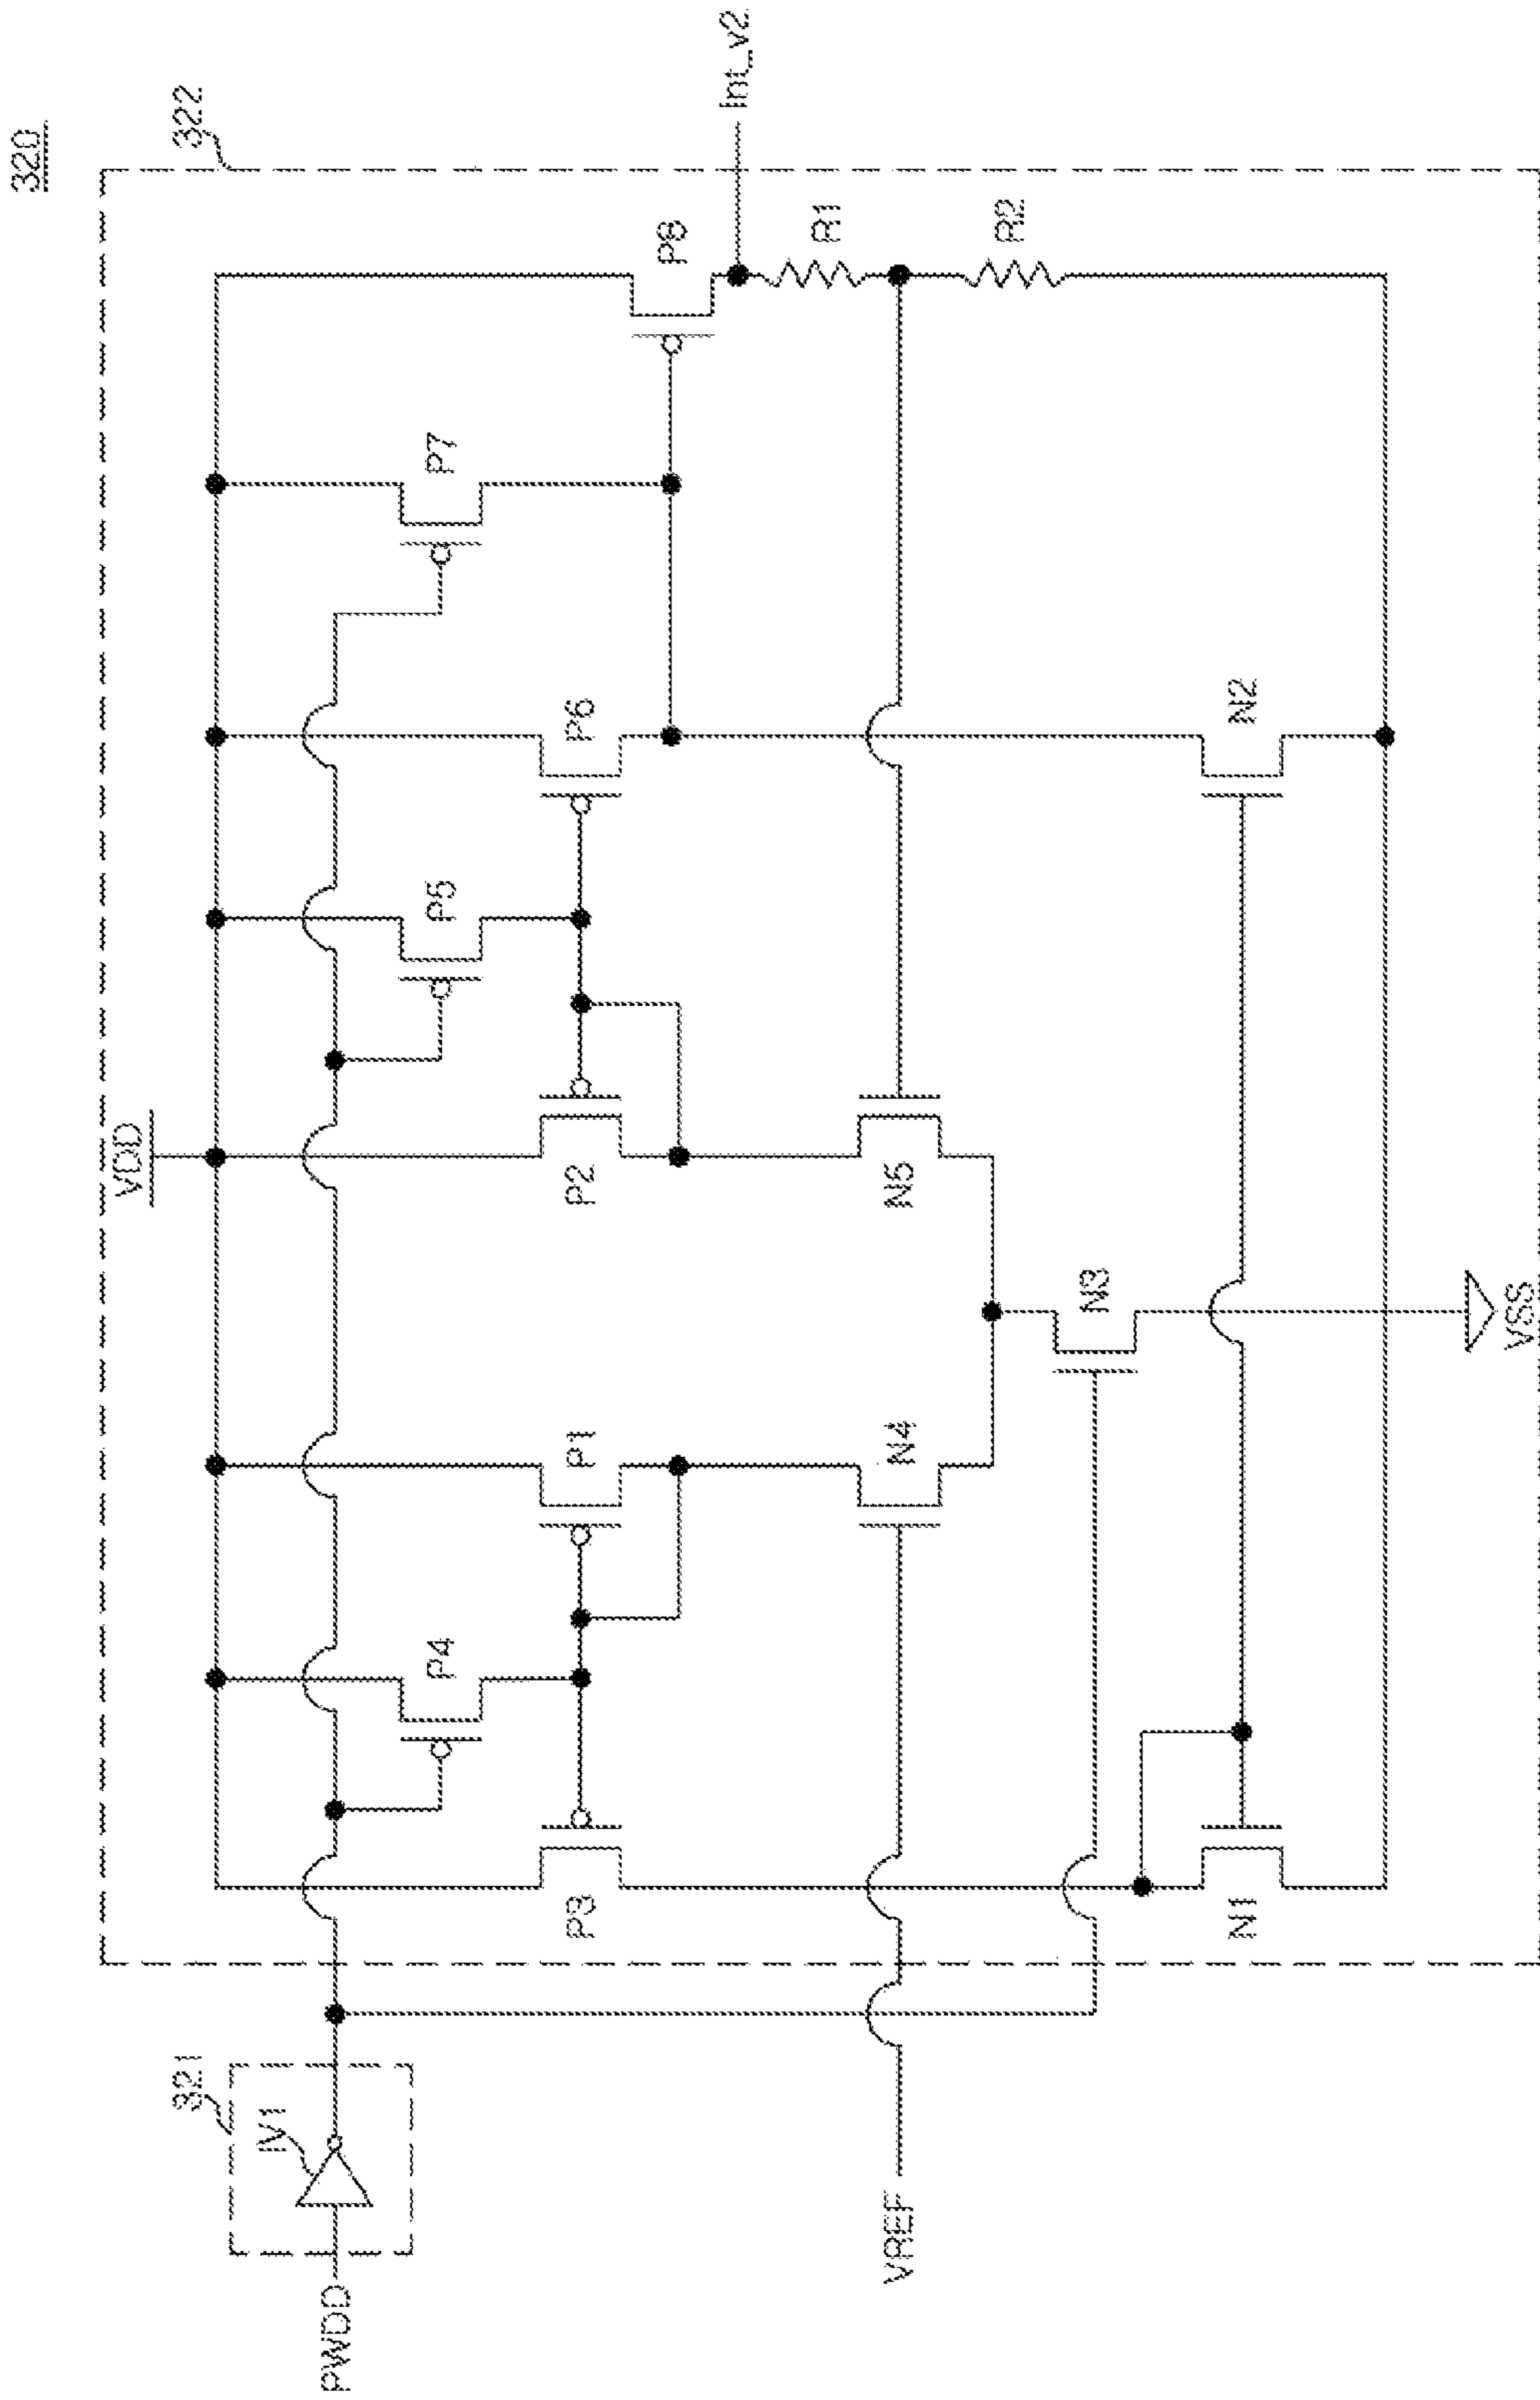 320
322
321
IV1
PWDD
VDD
P4
P5
P7
P3
P1
P2
P6
P8
Int_v2
VREF
N4
N5
R1
R2
N3
N1
N2
VSS